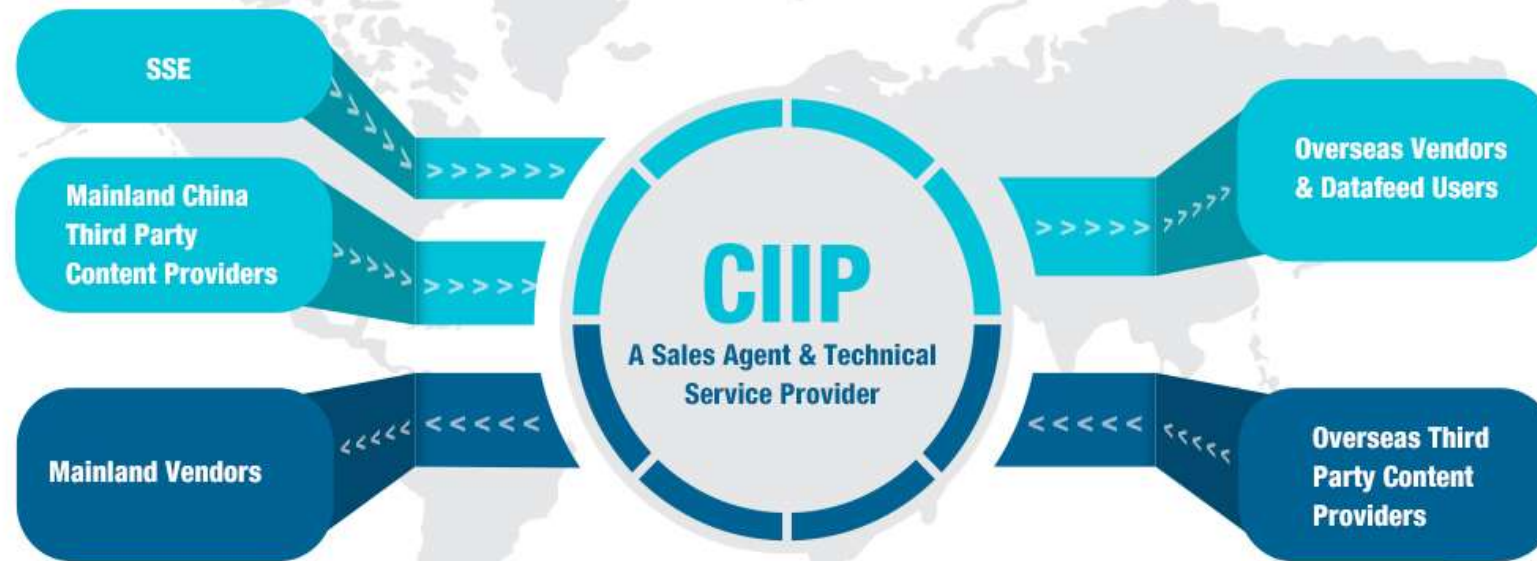 SSE
Mainland China
Third Party
Content Providers
Mainland Vendors
CIIP
A Sales Agent & Technical
Service Provider
Overseas Vendors
& Datafeed Users
Overseas Third
Party Content
Providers